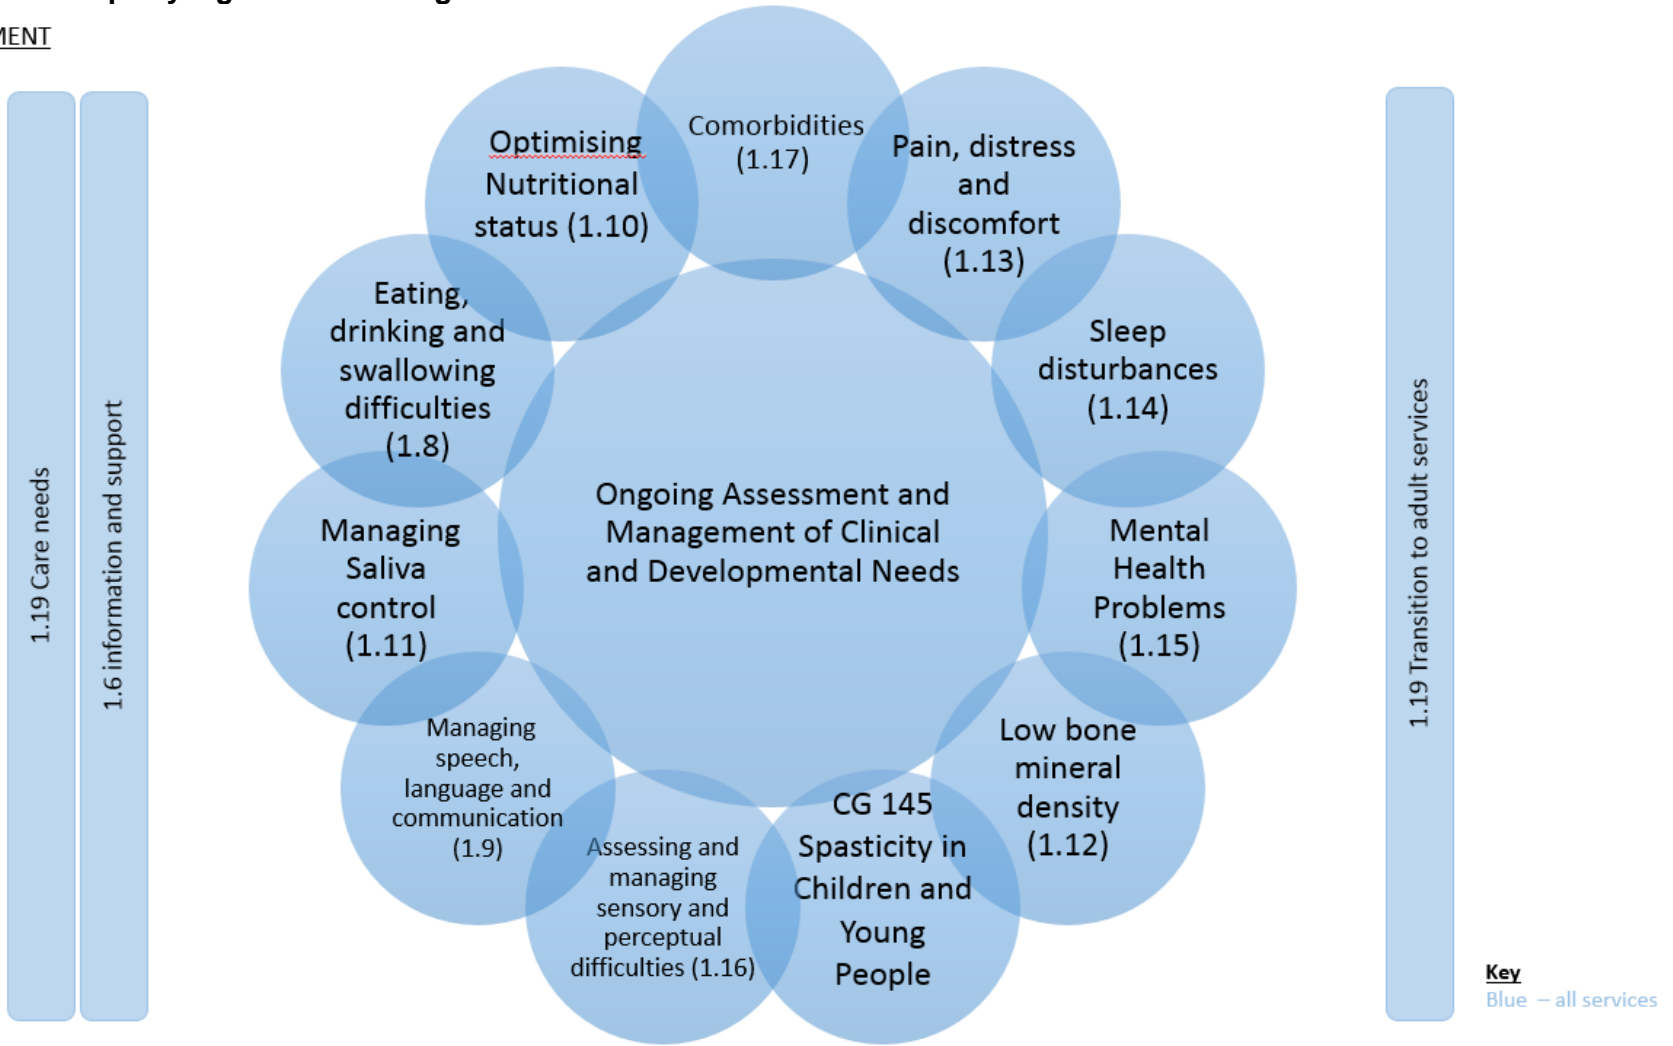 MENT
1.19 Care needs
1.6 information and support
Comorbidities
(1.17)
Pain, distress
and
discomfort
(1.13)
Sleep
disturbances
(1.14)
Mental
Health
Problems
(1.15)
Low bone
mineral
density
(1.12)
CG 145
Spasticity in
Children and
Young
People
Assessing and
managing
sensory and
perceptual
difficulties (1.16)
Managing
speech,
language and
communication
(1.9)
Managing
Saliva
control
(1.11)
Eating,
drinking and
swallowing
difficulties
(1.8)
Optimising
Nutritional
status (1.10)
Ongoing Assessment and
Management of Clinical
and Developmental Needs
1.19 Transition to adult services
Key
Blue – all services